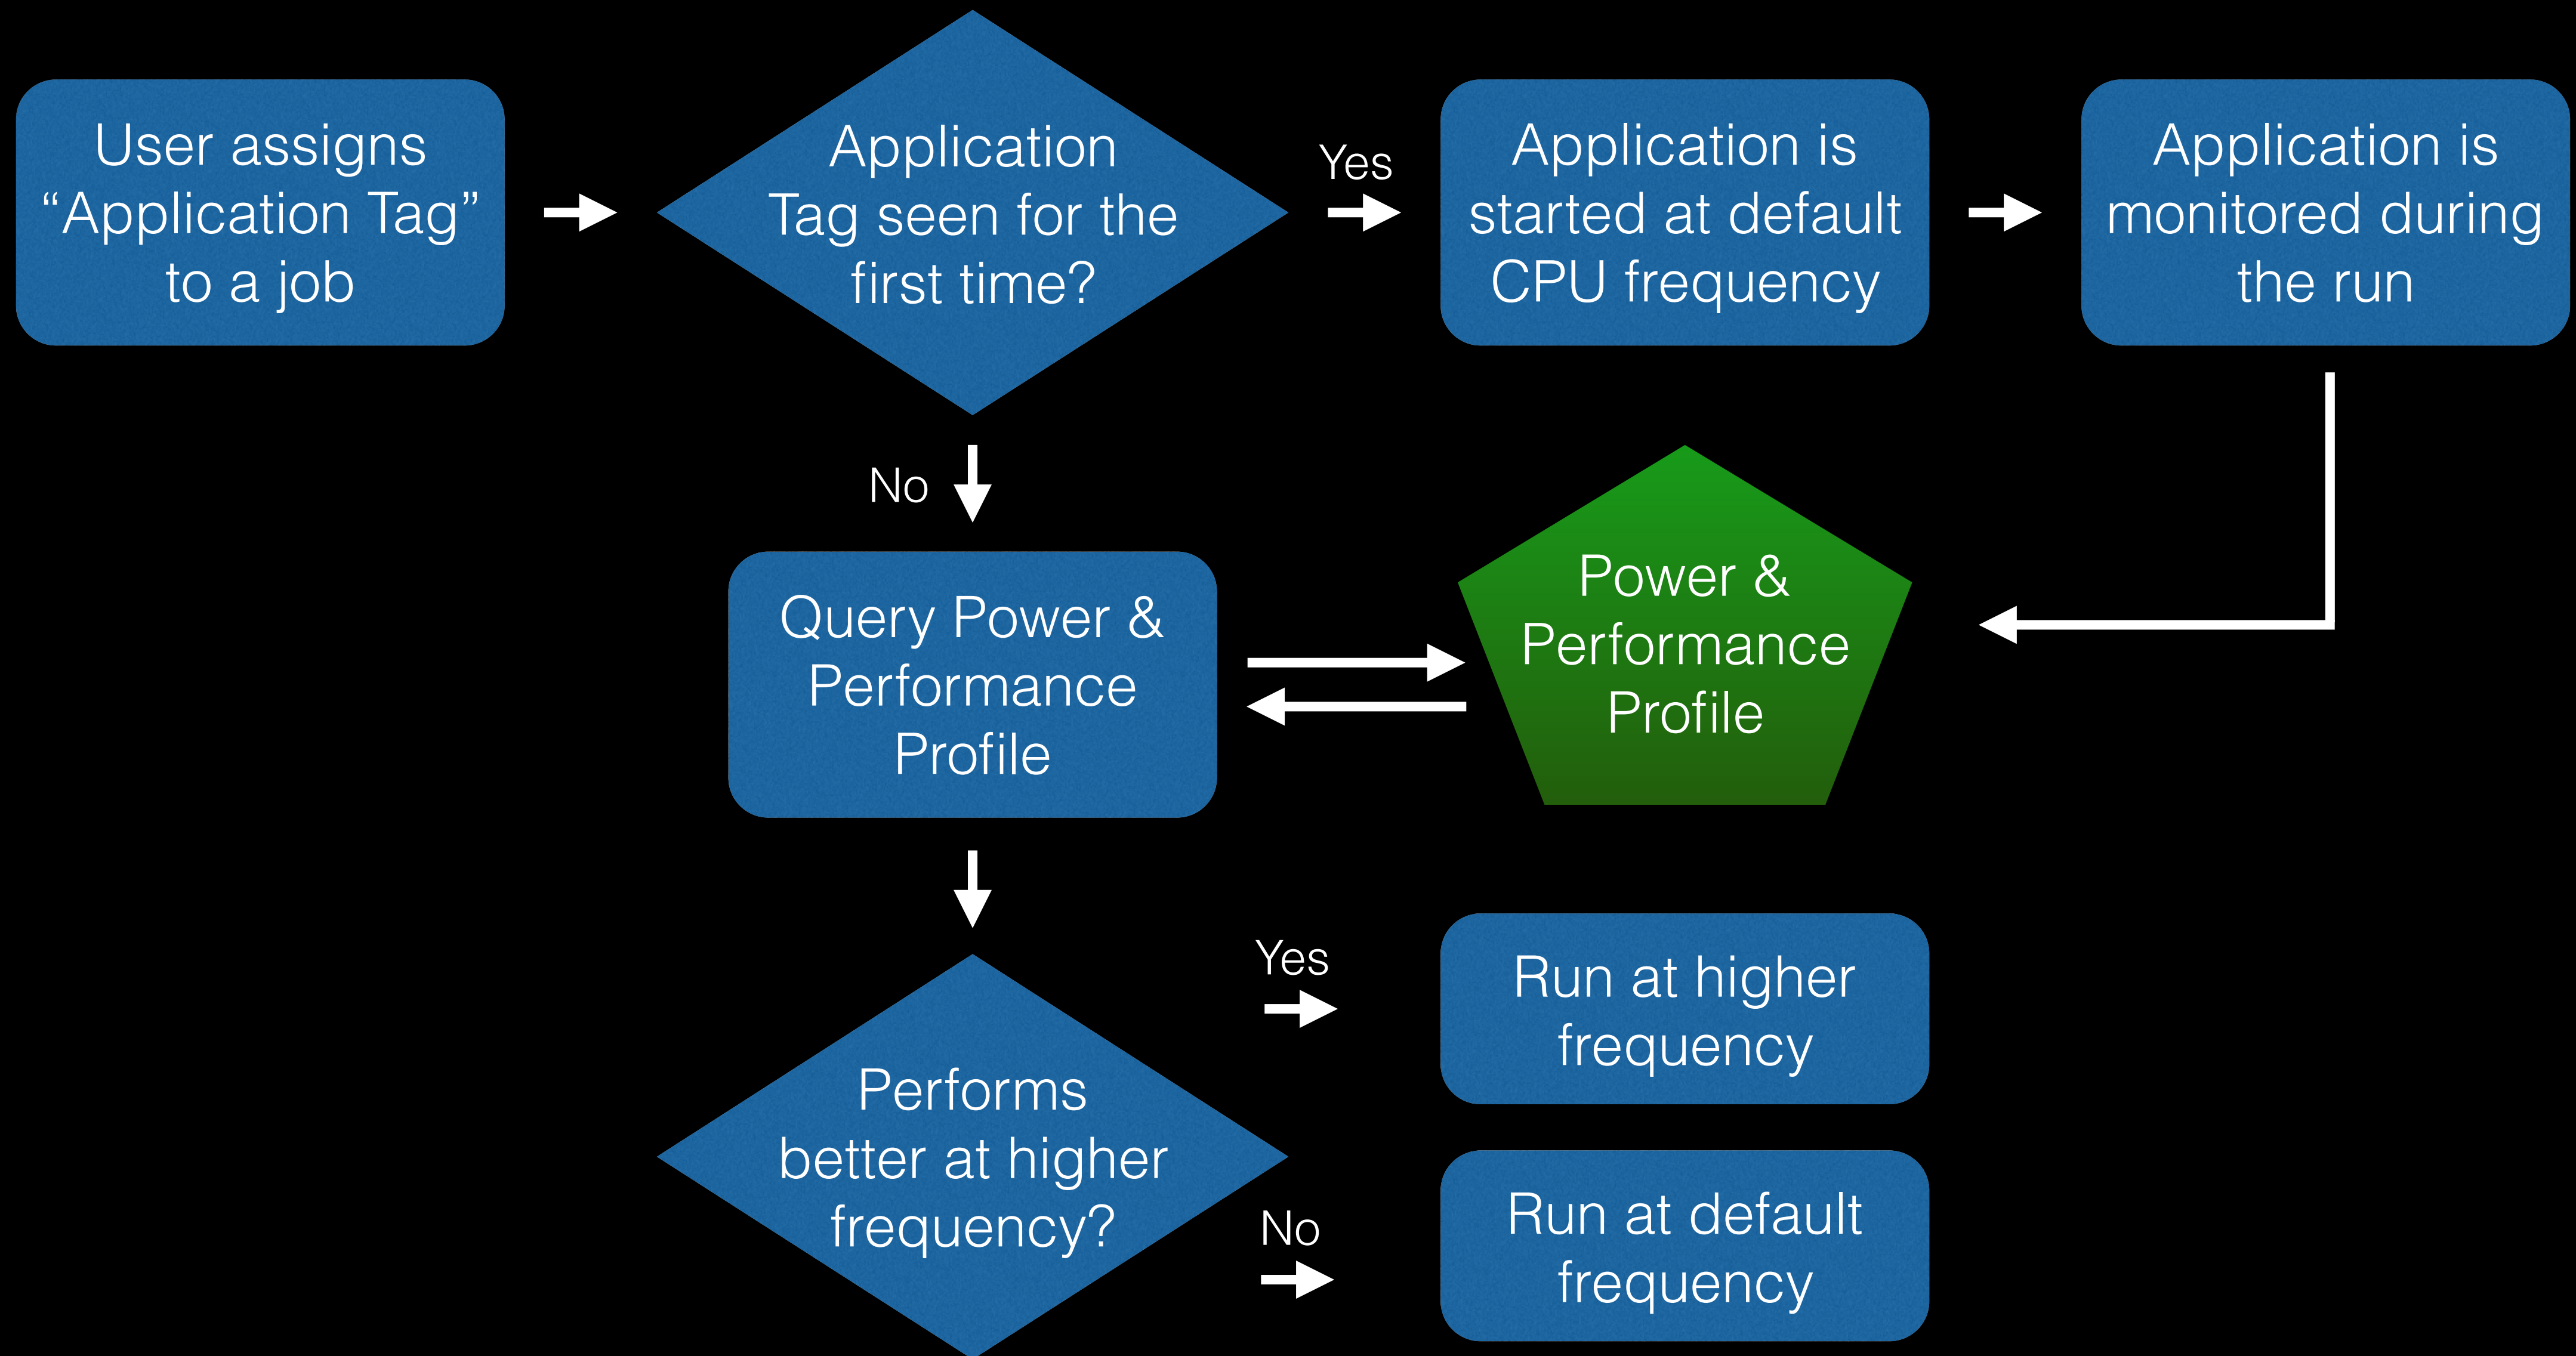 User assigns
“Application Tag”
to a job
Application
Tag seen for the
first time?
Yes
Application is
started at default
CPU frequency
Application is
monitored during
the run
No
Query Power &
Performance
Profile
Power &
Performance
Profile
Performs
better at higher
frequency?
Yes
Run at higher
frequency
No
Run at default
frequency